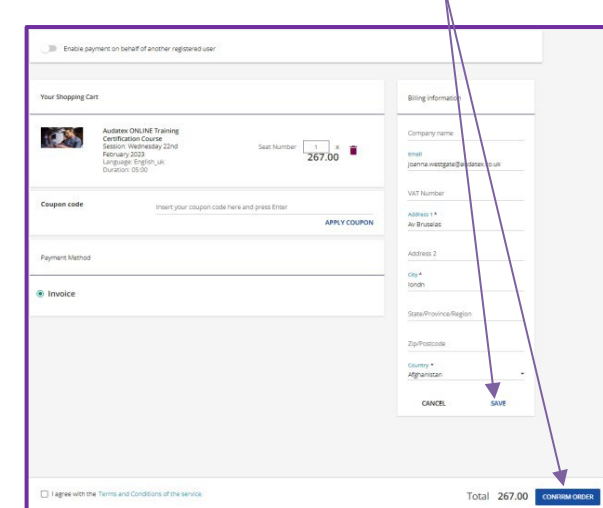 Enable payment on behalf of another registered user
Your Shopping Cart
Audatex ONLINE Training
Certification Course
Session: Wednesday 22nd
February 2023
Language: English_uk
Duration: 05:00
Seat Number 1 x
267.00
Coupon code
Insert your coupon code here and press Enter
APPLY COUPON
Payment Method
Invoice
Billing information
Company name
Email
joanna.westgate@audatex.co.uk
VAT Number
Address 1 *
Av Bruselas
Address 2
City *
londn
State/Province/Region
Zip/Postcode
Country *
Afghanistan
CANCEL SAVE
I agree with the Terms and Conditions of the service.
Total 267.00 CONFIRM ORDER